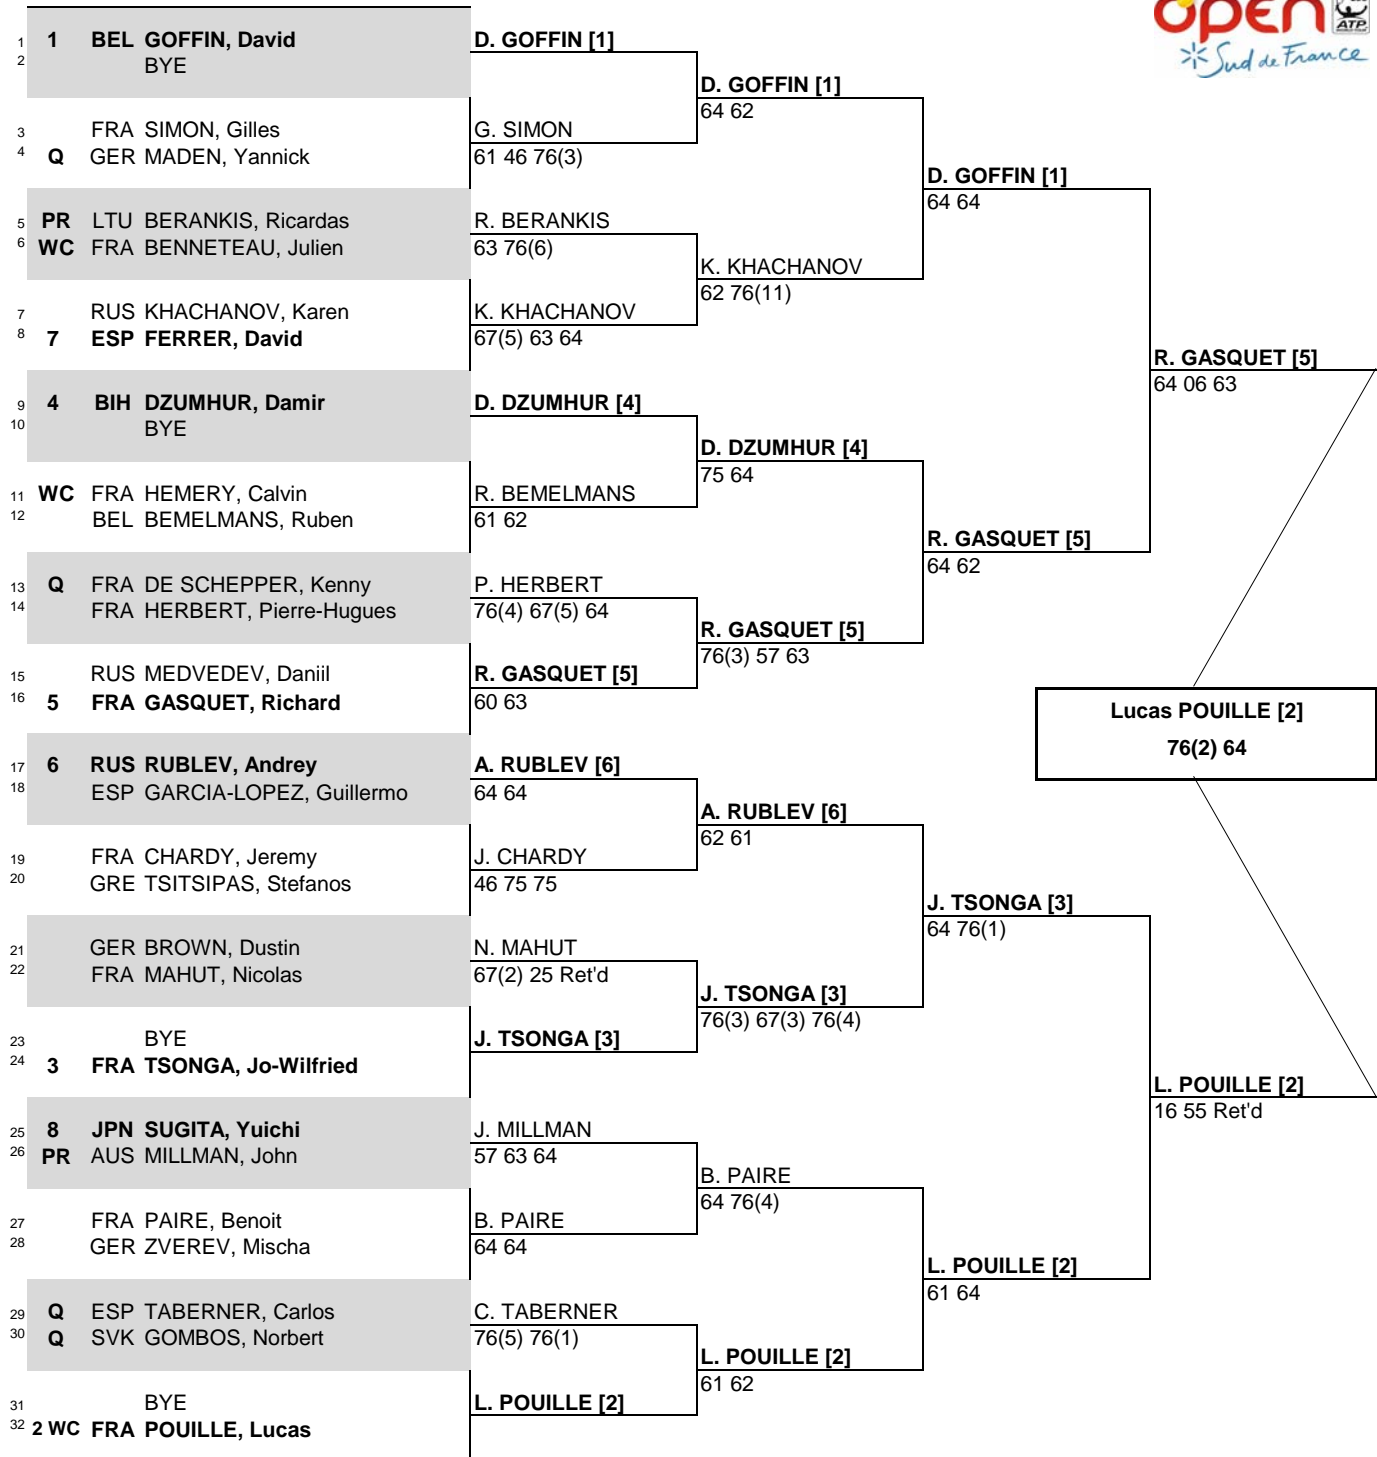 OPEN
ATP
Sud de France
1 1 BEL GOFFIN, David
2 BYE
3 FRA SIMON, Gilles
4 Q GER MADEN, Yannick
5 PR LTU BERANKIS, Ricardas
6 WC FRA BENNETEAU, Julien
7 RUS KHACHANOV, Karen
8 7 ESP FERRER, David
9 4 BIH DZUMHUR, Damir
10 BYE
11 WC FRA HEMERY, Calvin
12 BEL BEMELMANS, Ruben
13 Q FRA DE SCHEPPER, Kenny
14 FRA HERBERT, Pierre-Hugues
15 RUS MEDVEDEV, Daniil
16 5 FRA GASQUET, Richard
17 6 RUS RUBLEV, Andrey
18 ESP GARCIA-LOPEZ, Guillermo
19 FRA CHARDY, Jeremy
20 GRE TSITSIPAS, Stefanos
21 GER BROWN, Dustin
22 FRA MAHUT, Nicolas
23 BYE
24 3 FRA TSONGA, Jo-Wilfried
25 8 JPN SUGITA, Yuichi
26 PR AUS MILLMAN, John
27 FRA PAIRE, Benoit
28 GER ZVEREV, Mischa
29 Q ESP TABERNER, Carlos
30 Q SVK GOMBOS, Norbert
31 BYE
32 2 WC FRA POUILLE, Lucas
D. GOFFIN [1]
G. SIMON
61 46 76(3)
R. BERANKIS
63 76(6)
K. KHACHANOV
67(5) 63 64
D. DZUMHUR [4]
R. BEMELMANS
61 62
P. HERBERT
76(4) 67(5) 64
R. GASQUET [5]
60 63
A. RUBLEV [6]
64 64
J. CHARDY
46 75 75
N. MAHUT
67(2) 25 Ret'd
J. TSONGA [3]
J. MILLMAN
57 63 64
B. PAIRE
64 64
C. TABERNER
76(5) 76(1)
L. POUILLE [2]
D. GOFFIN [1]
64 62
K. KHACHANOV
62 76(11)
D. DZUMHUR [4]
75 64
R. GASQUET [5]
76(3) 57 63
A. RUBLEV [6]
62 61
J. TSONGA [3]
76(3) 67(3) 76(4)
B. PAIRE
64 76(4)
L. POUILLE [2]
61 62
D. GOFFIN [1]
64 64
R. GASQUET [5]
64 62
J. TSONGA [3]
64 76(1)
L. POUILLE [2]
61 64
R. GASQUET [5]
64 06 63
L. POUILLE [2]
16 55 Ret'd
Lucas POUILLE [2]
76(2) 64